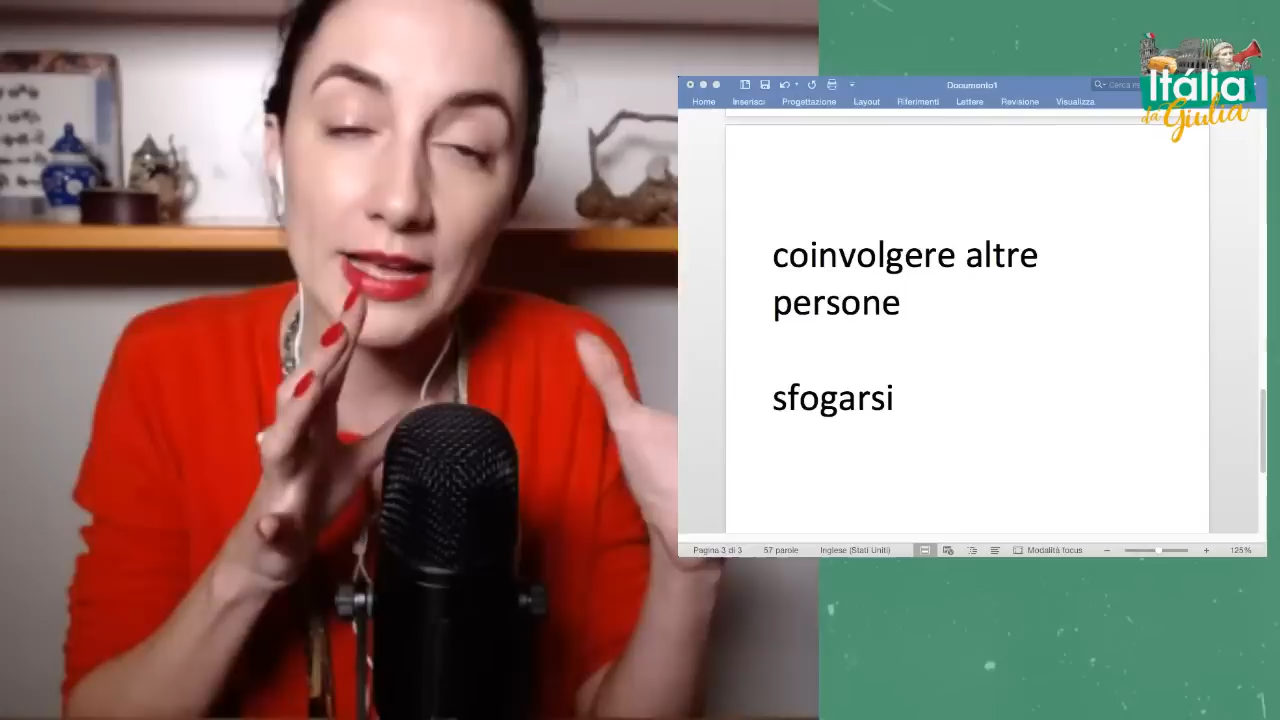 Itália
da Giulia
Documento1
Home Inserisci Progettazione Layout Riferimenti Lettere Revisione Visualizza
coinvolgere altre
persone
sfogarsi
Pagina 3 di 3 57 parole Inglese (Stati Uniti) Modalità focus 125%